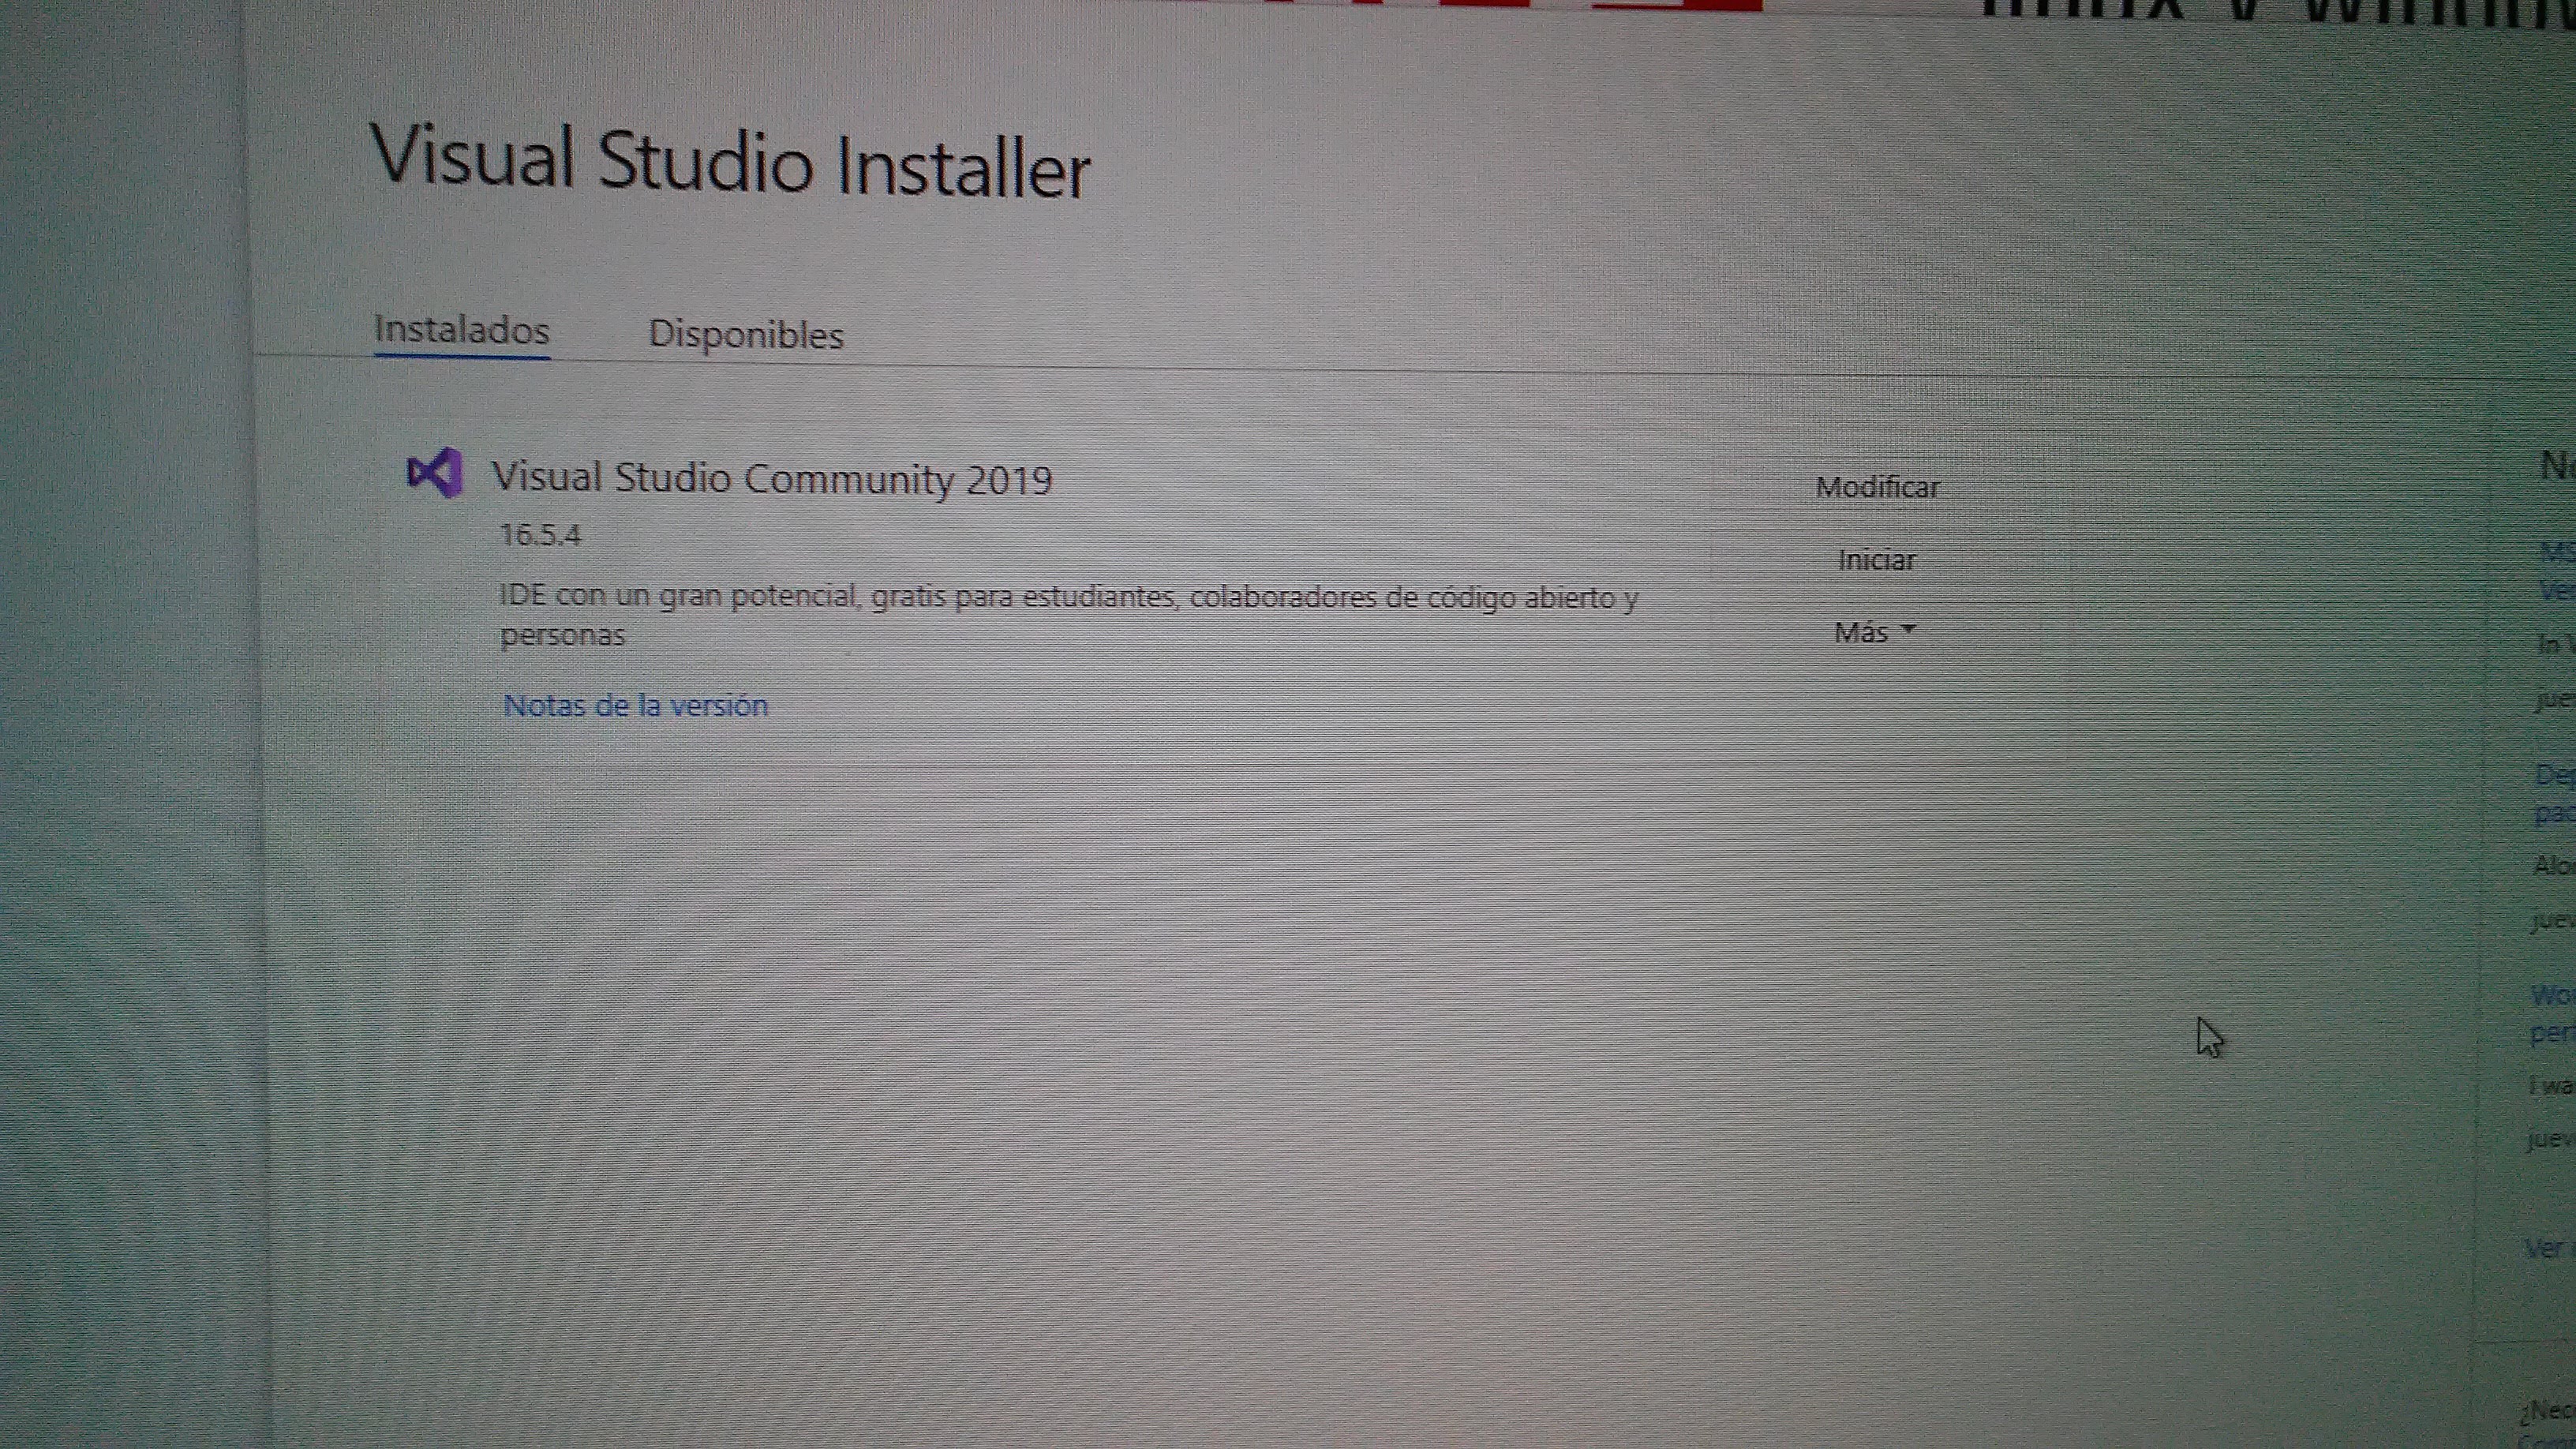 Visual Studio Installer
Instalados
Disponibles
Visual Studio Community 2019
16.5.4
IDE con un gran potencial, gratis para estudiantes, colaboradores de código abierto y
personas
Notas de la versión
Modificar
Iniciar
Más
Ver